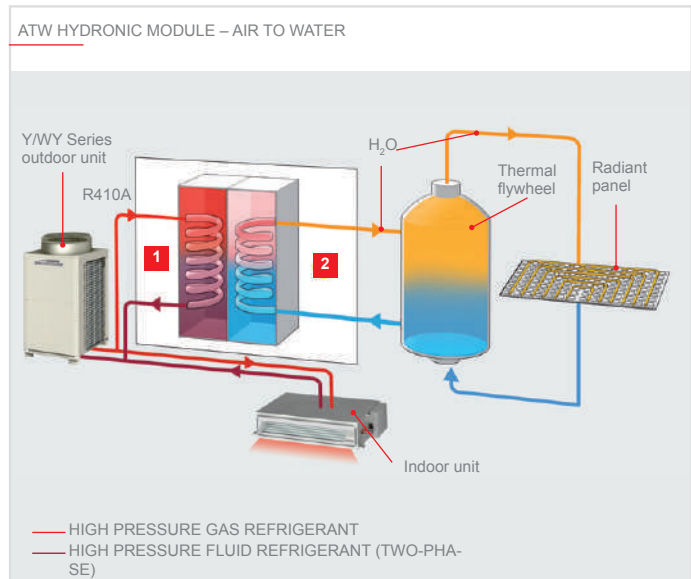 ATW HYDRONIC MODULE – AIR TO WATER
Y/WY Series
outdoor unit
R410A
H₂O
Thermal
flywheel
Radiant
panel
1
2
Indoor unit
HIGH PRESSURE GAS REFRIGERANT
HIGH PRESSURE FLUID REFRIGERANT (TWO-PHA-
SE)